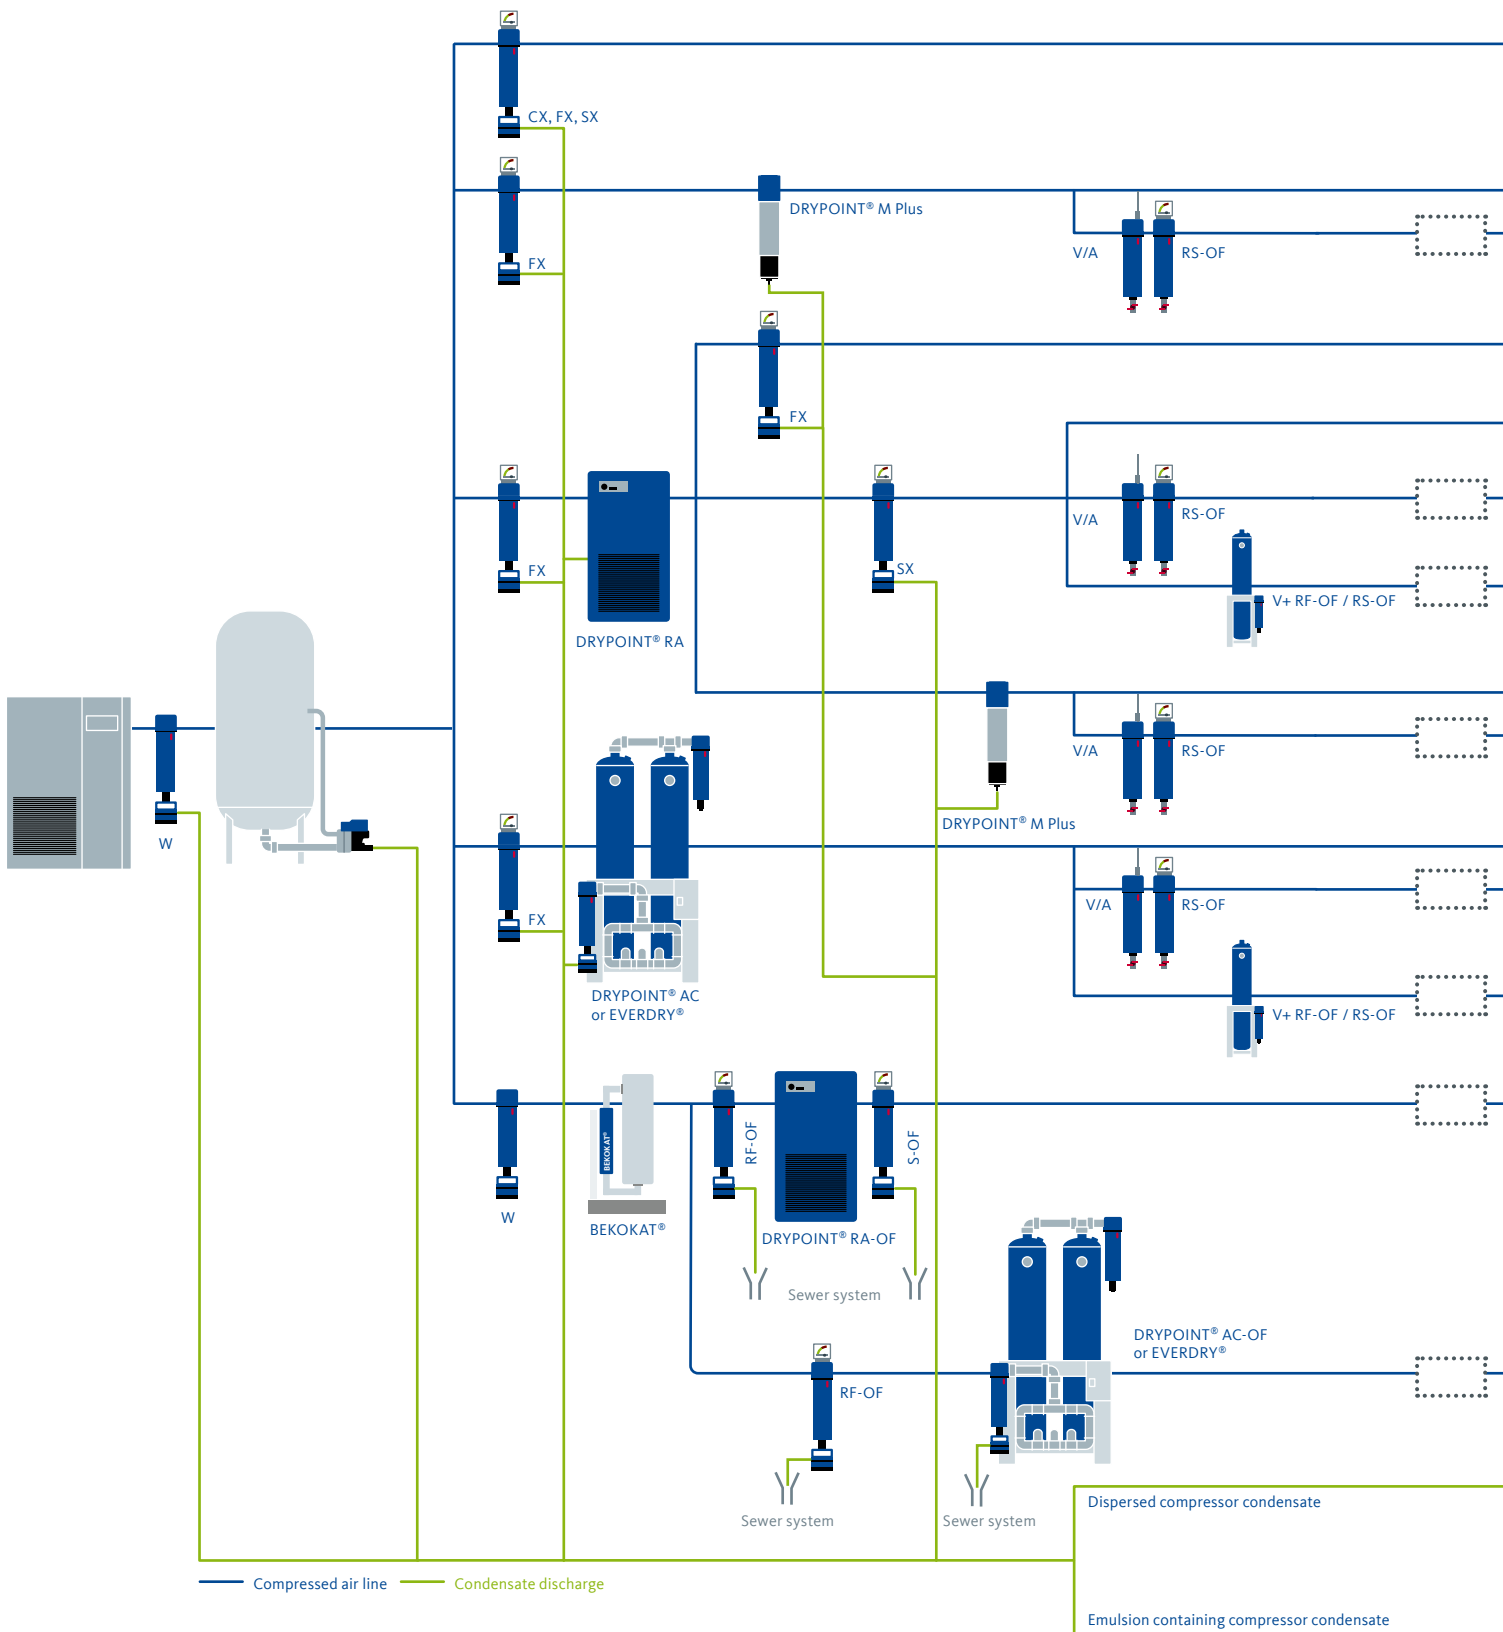 CX, FX, SX
DRYPOINT® M Plus
FX
V/A
RS-OF
FX
V/A
RS-OF
FX
SX
V+ RF-OF / RS-OF
DRYPOINT® RA
V/A
RS-OF
DRYPOINT® M Plus
W
V/A
RS-OF
FX
DRYPOINT® AC
or EVERDRY®
V+ RF-OF / RS-OF
BEKOKAT®
RF-OF
S-OF
W
BEKOKAT®
DRYPOINT® RA-OF
Sewer system
DRYPOINT® AC-OF
or EVERDRY®
RF-OF
Sewer system
Sewer system
Dispersed compressor condensate
Compressed air line
Condensate discharge
Emulsion containing compressor condensate